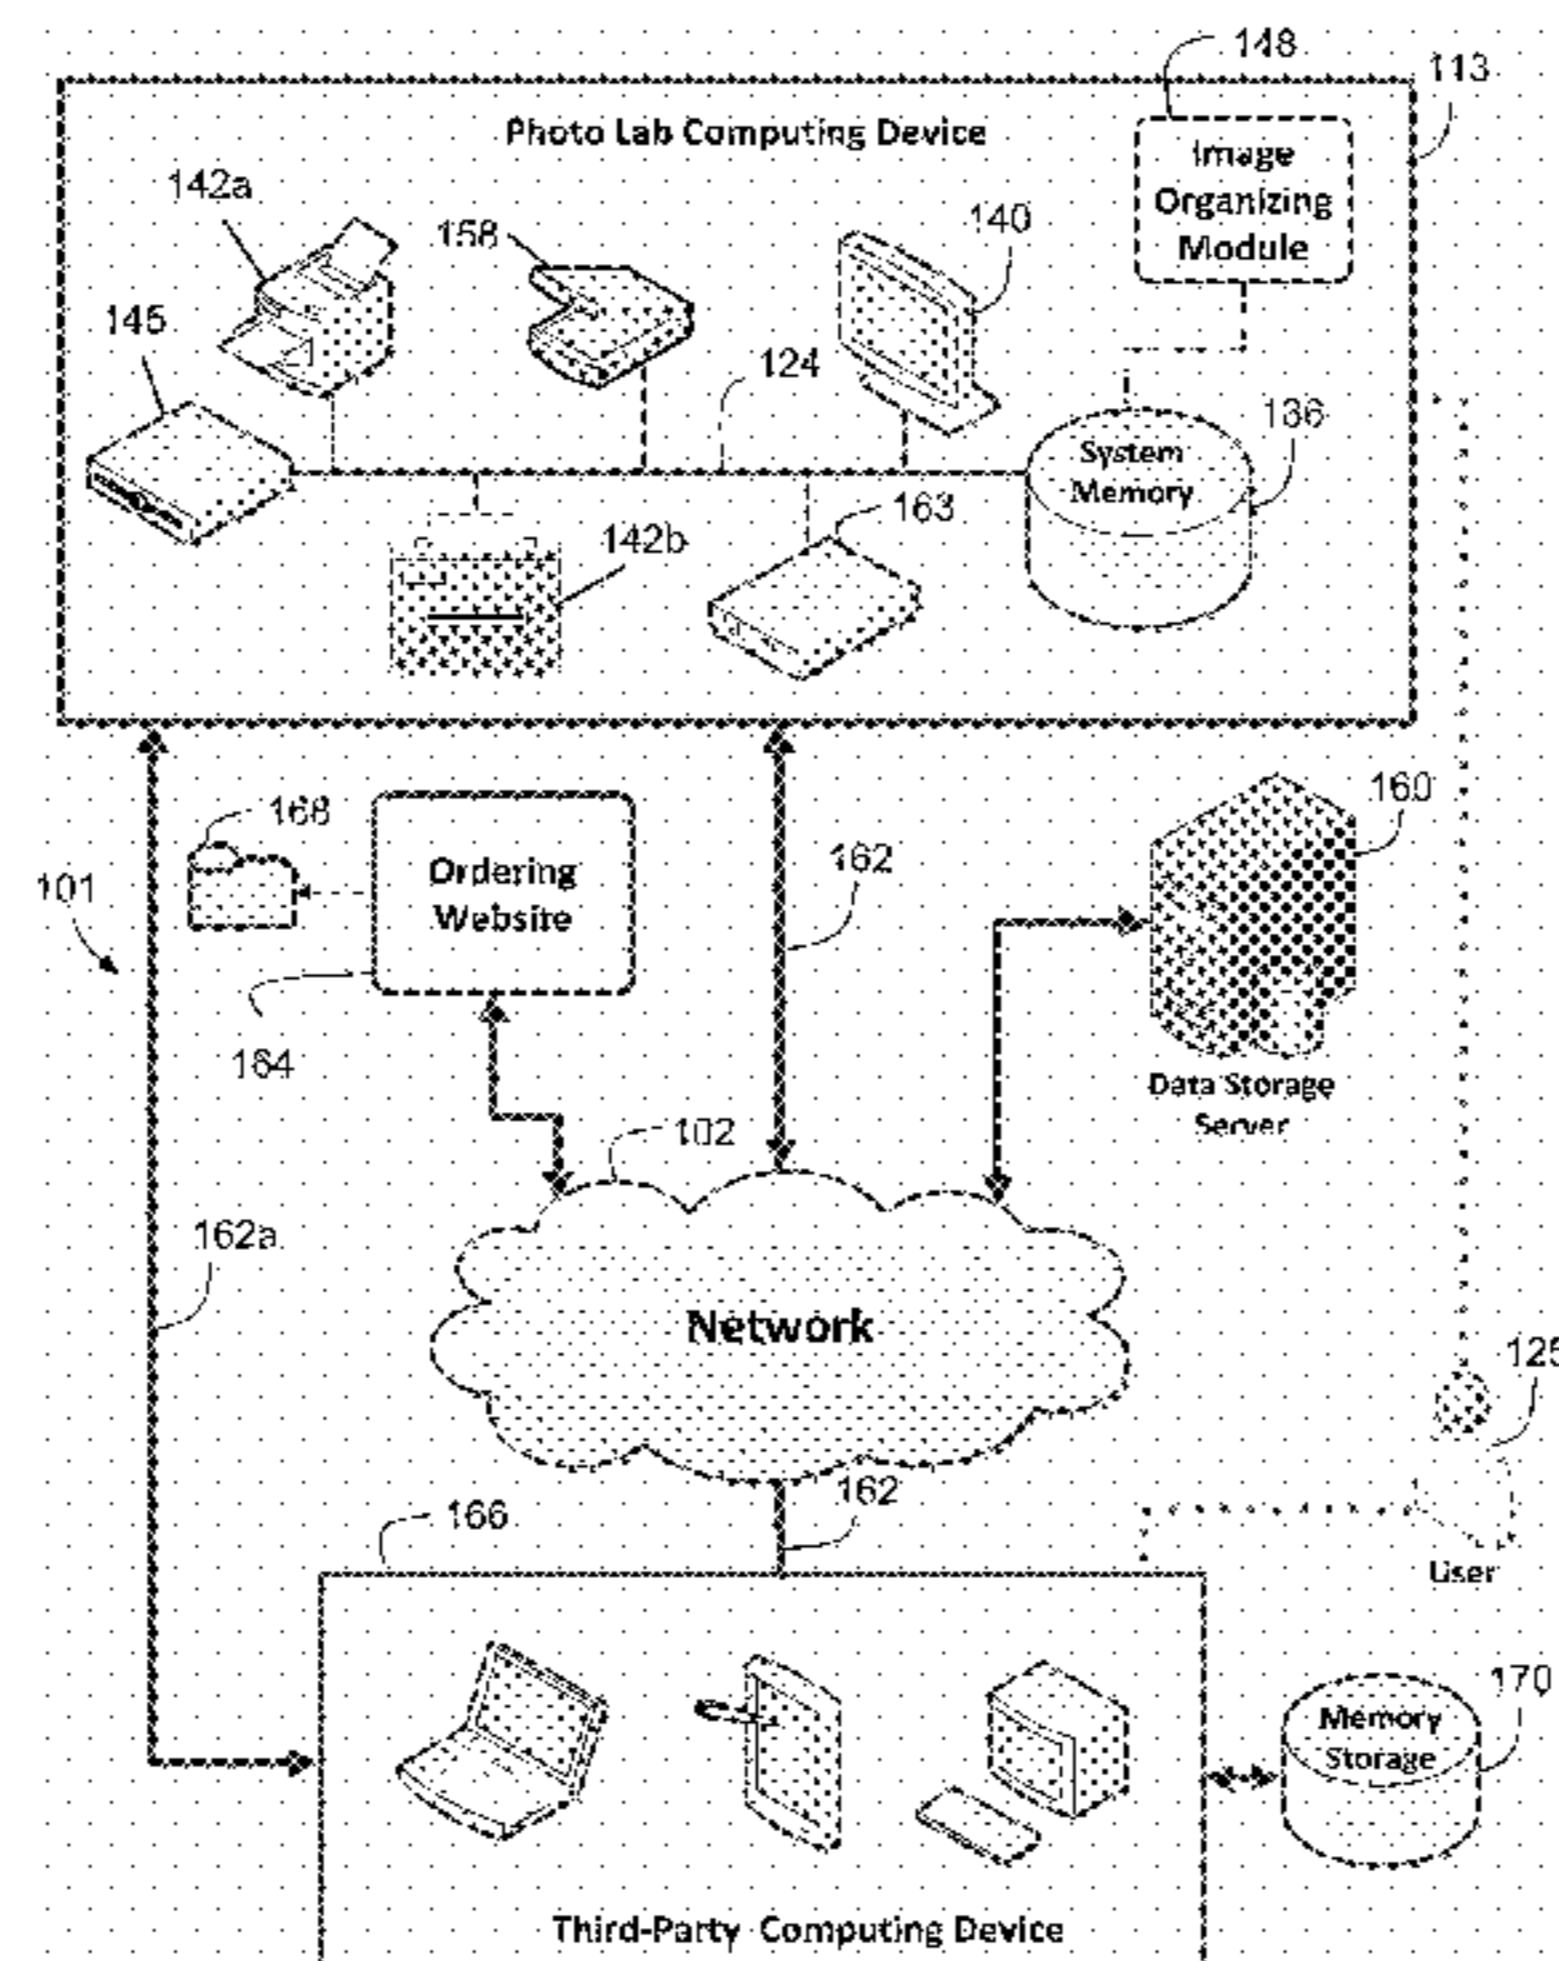 148
113
Photo Lab Computing Device
Image
Organizing
Module
142a
158
140
145
124
136
System
Memory
163
142b
168
160
Ordering
Website
162
101
164
Data Storage
Server
102
162a
Network
125
162
166
User
170
Memory
Storage
Third-Party Computing Device